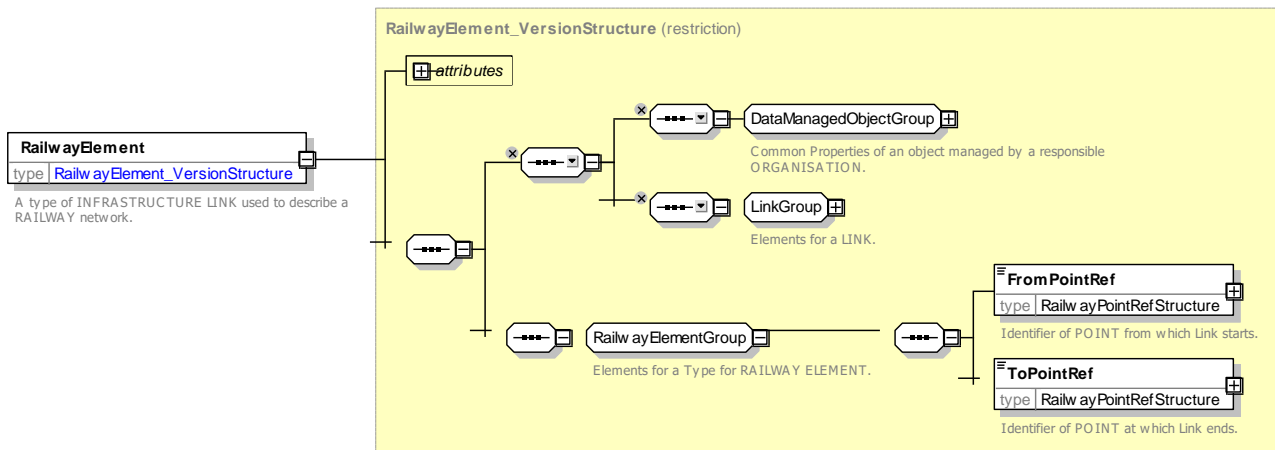 RailwayElement_VersionStructure (restriction)
attributes
DataManagedObjectGroup
Common Properties of an object managed by a responsible
ORGANISATION.
RailwayElement
type RailwayElement_VersionStructure
A type of INFRASTRUCTURE LINK used to describe a
RAILWAY network.
LinkGroup
Elements for a LINK.
FromPointRef
type RailwayPointRefStructure
Identifier of POINT from which Link starts.
RailwayElementGroup
Elements for a Type for RAILWAY ELEMENT.
ToPointRef
type RailwayPointRefStructure
Identifier of POINT at which Link ends.